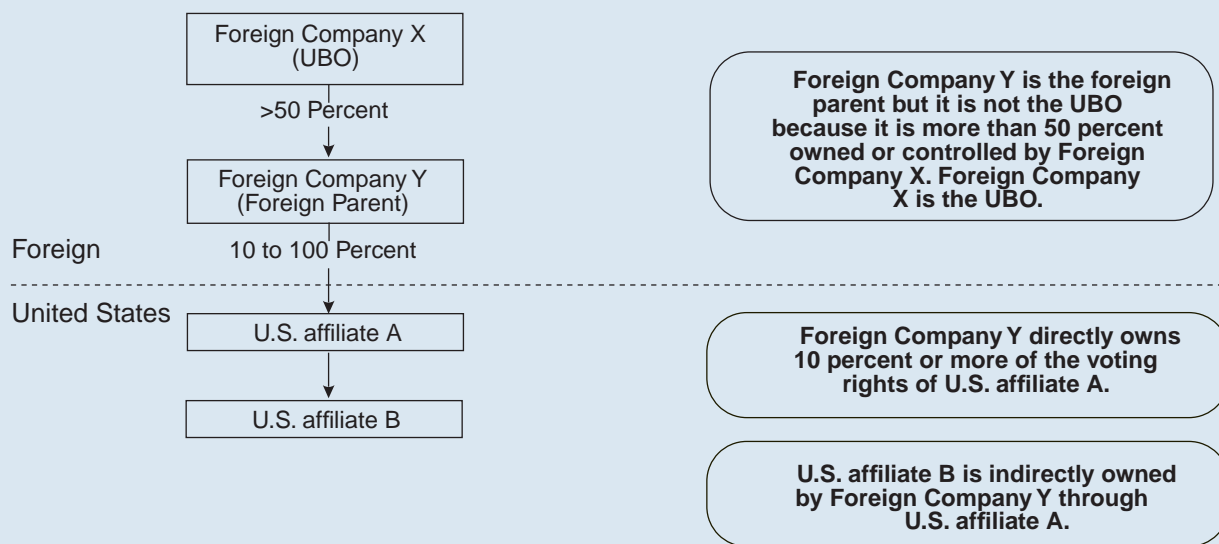 Foreign Company X
(UBO)
>50 Percent
Foreign Company Y
(Foreign Parent)
Foreign
10 to 100 Percent
United States
U.S. affiliate A
U.S. affiliate B
Foreign Company Y is the foreign
parent but it is not the UBO
because it is more than 50 percent
owned or controlled by Foreign
Company X. Foreign Company
X is the UBO.
Foreign Company Y directly owns
10 percent or more of the voting
rights of U.S. affiliate A.
U.S. affiliate B is indirectly owned
by Foreign Company Y through
U.S. affiliate A.